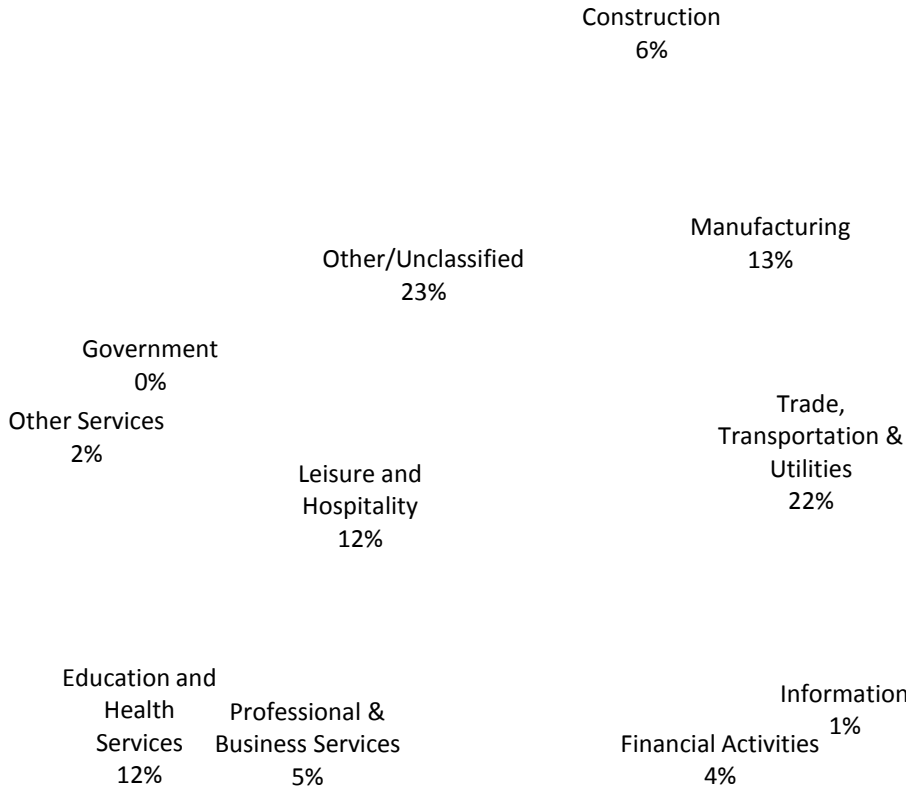 Construction
6%
Manufacturing
13%
Other/Unclassified
23%
Government
0%
Other Services
2%
Trade,
Transportation &
Utilities
22%
Leisure and
Hospitality
12%
Education and
Health
Services
12%
Professional &
Business Services
5%
Financial Activities
4%
Information
1%